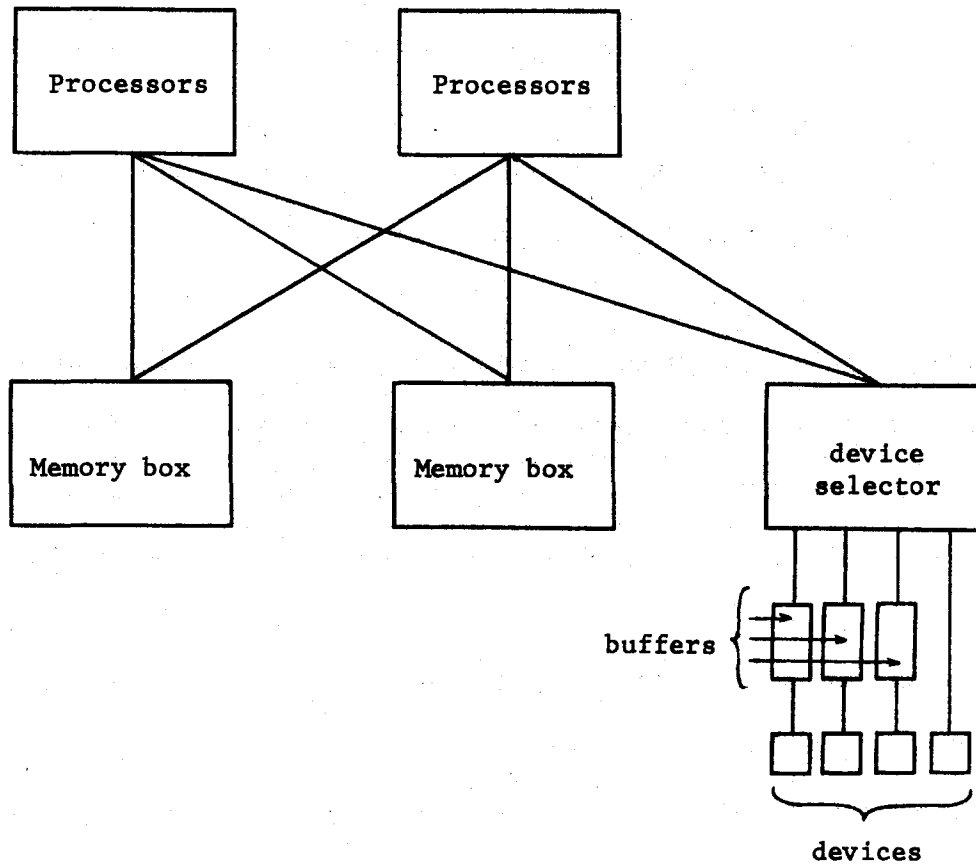 Processors
Processors
Memory box
Memory box
device
selector
buffers
devices